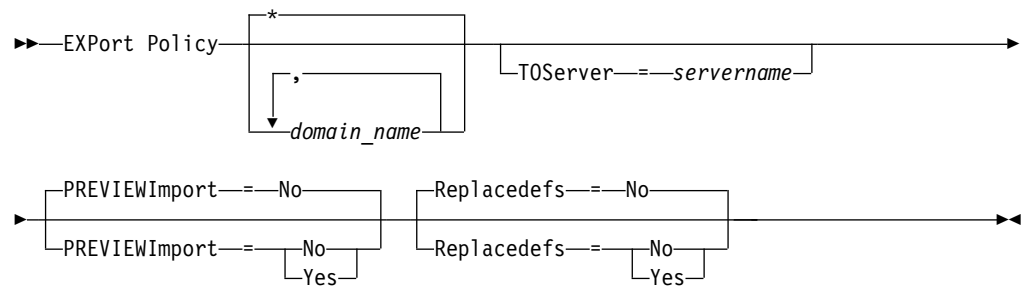 *
EXPort Policy
,
TOServer = servername
domain_name
PREVIEWImport = No
Replacedefs = No
PREVIEWImport = No
Replacedefs = No
Yes
Yes